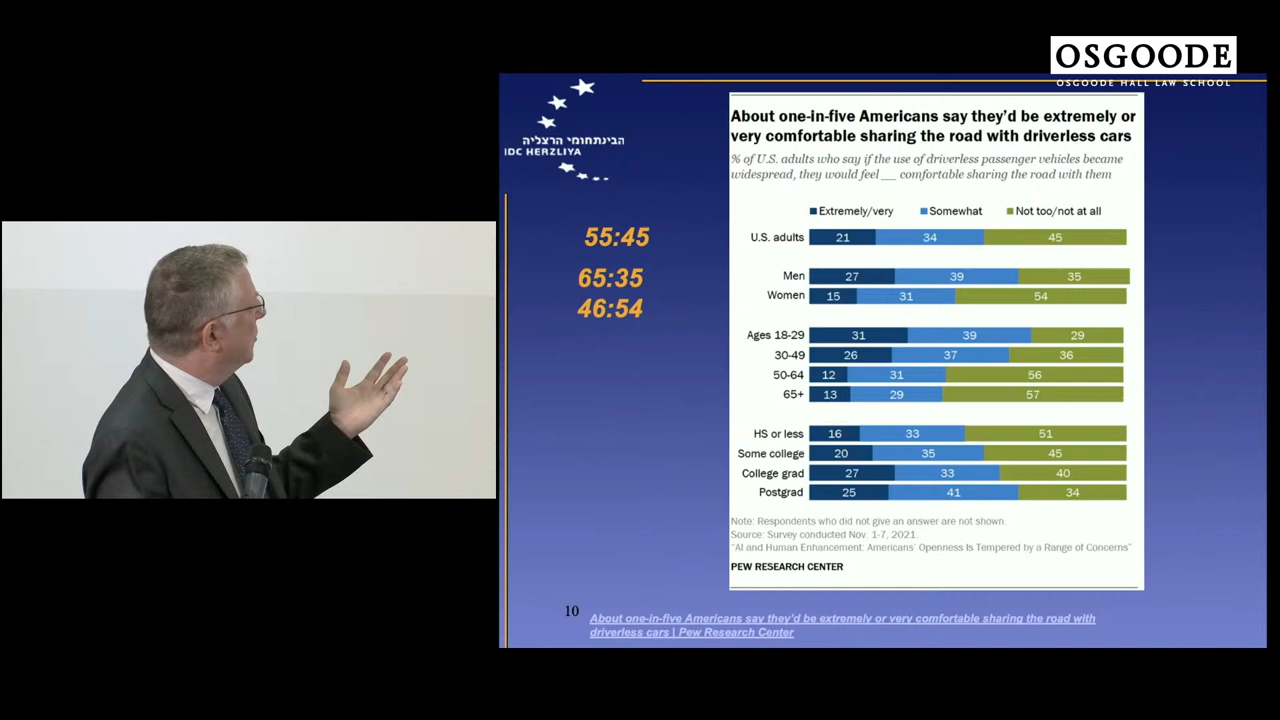 OSGOODE
OSGOODE HALL LAW SCHOOL
הבינתחומי הרצליה
IDC HERZLIYA
55:45
65:35
46:54
About one-in-five Americans say they'd be extremely or
very comfortable sharing the road with driverless cars
% of U.S. adults who say if the use of driverless passenger vehicles became
widespread, they would feel __ comfortable sharing the road with them
Extremely/very Somewhat Not too/not at all
U.S. adults 21 34 45
Men 27 39 35
Women 15 31 54
Ages 18-29 31 39 29
30-49 26 37 36
50-64 12 31 56
65+ 13 29 57
HS or less 16 33 51
Some college 20 35 45
College grad 27 33 40
Postgrad 25 41 34
Note: Respondents who did not give an answer are not shown.
Source: Survey conducted Nov. 1-7, 2021.
"AI and Human Enhancement: Americans' Openness Is Tempered by a Range of Concerns"
PEW RESEARCH CENTER
10
About one-in-five Americans say they'd be extremely or very comfortable sharing the road with
driverless cars | Pew Research Center